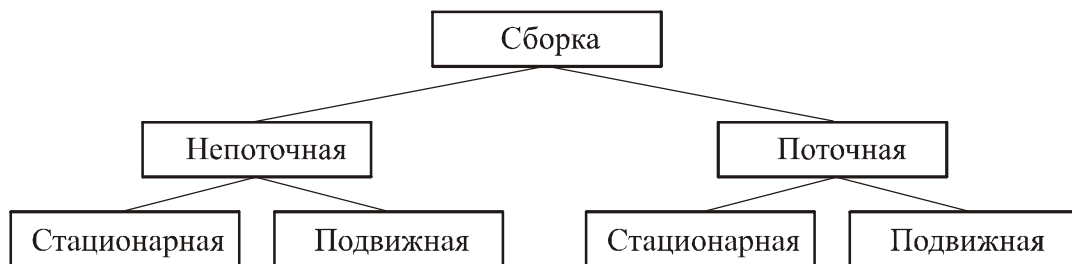 Сборка
Непоточная
Поточная
Стационарная
Подвижная
Стационарная
Подвижная